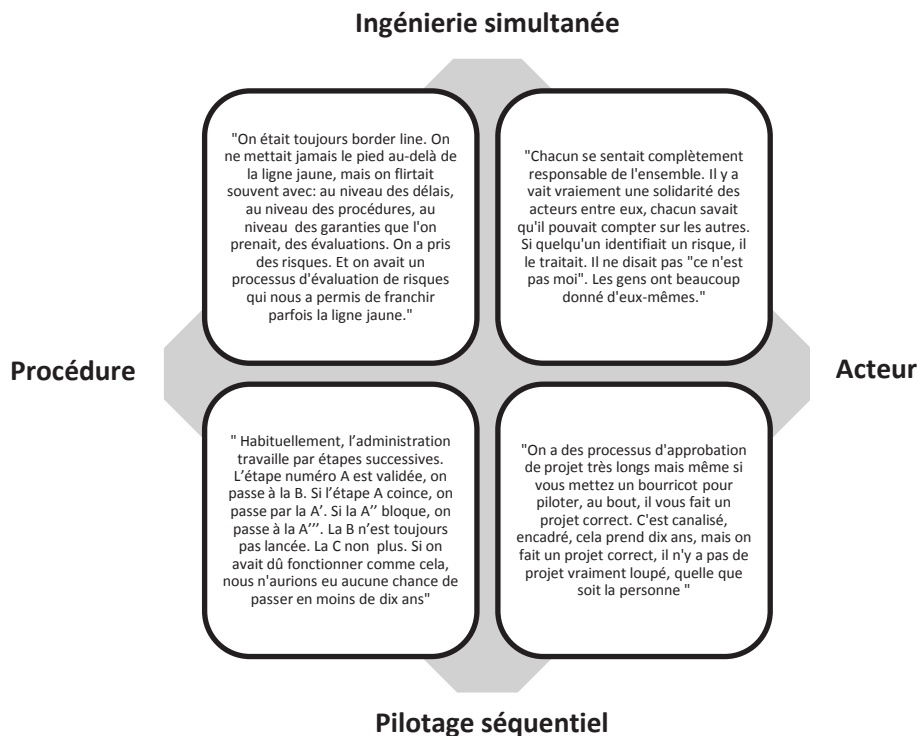 Ingénierie simultanée
"On était toujours border line. On
ne mettait jamais le pied au-delà de
la ligne jaune, mais on flirtait
souvent avec: au niveau des délais,
au niveau des procédures, au
niveau des garanties que l'on
prenait, des évaluations. On a pris
des risques. Et on avait un
processus d'évaluation de risques
qui nous a permis de franchir
parfois la ligne jaune."
"Chacun se sentait complètement
responsable de l'ensemble. Il y a
vait vraiment une solidarité des
acteurs entre eux, chacun savait
qu'il pouvait compter sur les autres.
Si quelqu'un identifiait un risque, il
le traitait. Il ne disait pas "ce n'est
pas moi". Les gens ont beaucoup
donné d'eux-mêmes."
Procédure
Acteur
" Habituellement, l’administration
travaille par étapes successives.
L’étape numéro A est validée, on
passe à la B. Si l’étape A coince, on
passe par la A’. Si la A’’ bloque, on
passe à la A’’’. La B n’est toujours
pas lancée. La C non plus. Si on
avait dû fonctionner comme cela,
nous n'aurions eu aucune chance de
passer en moins de dix ans"
"On a des processus d'approbation
de projet très longs mais même si
vous mettez un bourricot pour
piloter, au bout, il vous fait un
projet correct. C'est canalisé,
encadré, cela prend dix ans, mais on
fait un projet correct, il n'y a pas de
projet vraiment loupé, quelle que
soit la personne "
Pilotage séquentiel